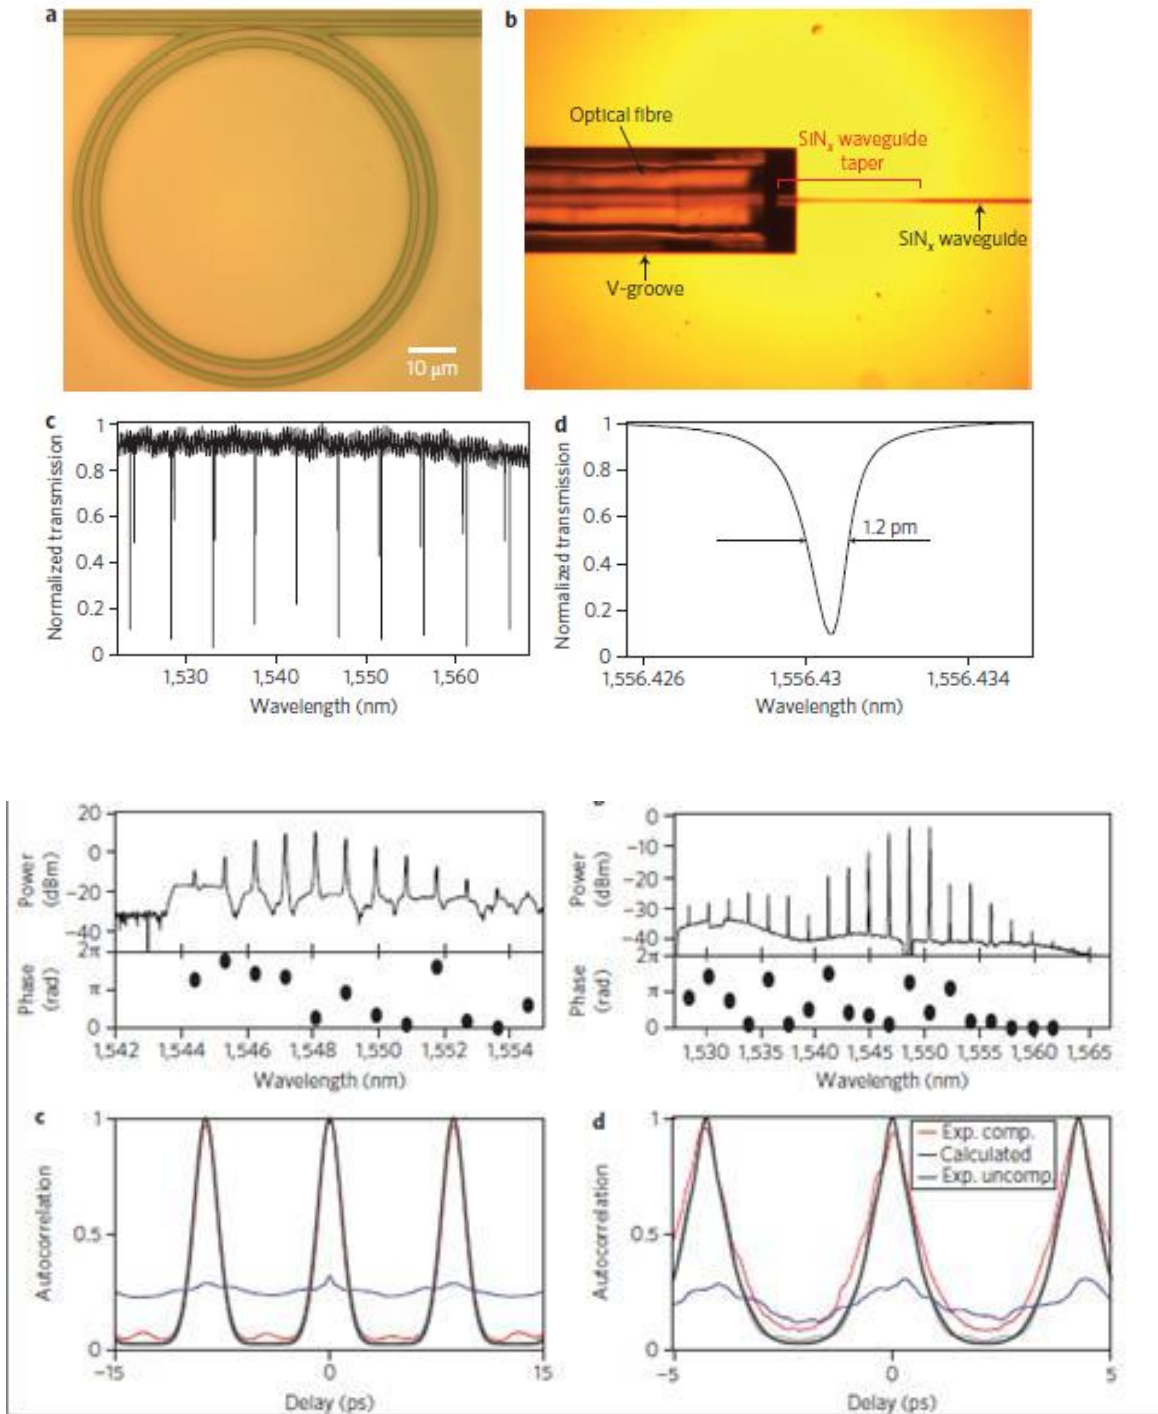 a
b
Optical fibre
SiNx waveguide
taper
SiNx waveguide
V-groove
10 μm
c
Normalized transmission
1
0.8
0.6
0.4
0.2
0
1,530
1,540
1,550
1,560
Wavelength (nm)
d
Normalized transmission
1
0.8
0.6
0.4
0.2
0
1.2 pm
1,556.426
1,556.43
1,556.434
Wavelength (nm)
Power
(dBm)
20
0
−20
−40
Phase
(rad)
2π
π
0
1,542
1,544
1,546
1,548
1,550
1,552
1,554
Wavelength (nm)
Power
(dBm)
0
−10
−20
−30
−40
Phase
(rad)
2π
π
0
1,530
1,535
1,540
1,545
1,550
1,555
1,560
1,565
Wavelength (nm)
c
Autocorrelation
1
0.5
0
−15
0
15
Delay (ps)
d
Autocorrelation
1
0.5
0
Exp. comp.
Calculated
Exp. uncomp.
−5
0
5
Delay (ps)